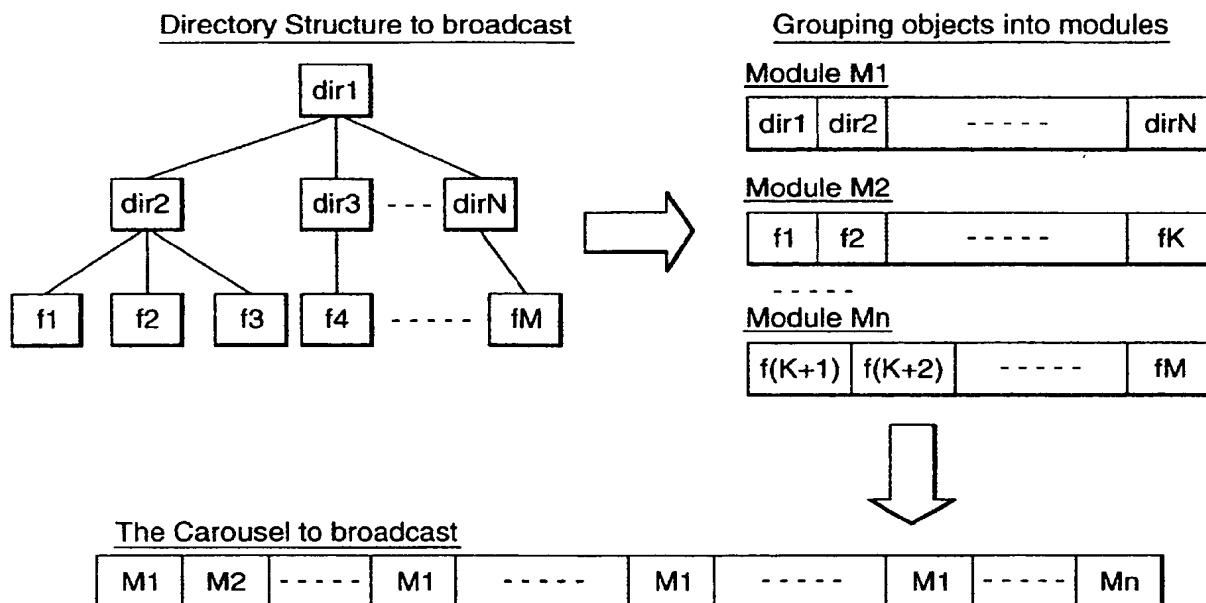 Directory Structure to broadcast
dir1
dir2 dir3 ---- dirN
f1 f2 f3 f4 ----- fM
Grouping objects into modules
Module M1
dir1 dir2 ----- dirN
Module M2
f1 f2 ----- fK
-----
Module Mn
f(K+1) f(K+2) ----- fM
The Carousel to broadcast
M1 M2 ----- M1 ----- M1 ----- M1 ----- Mn